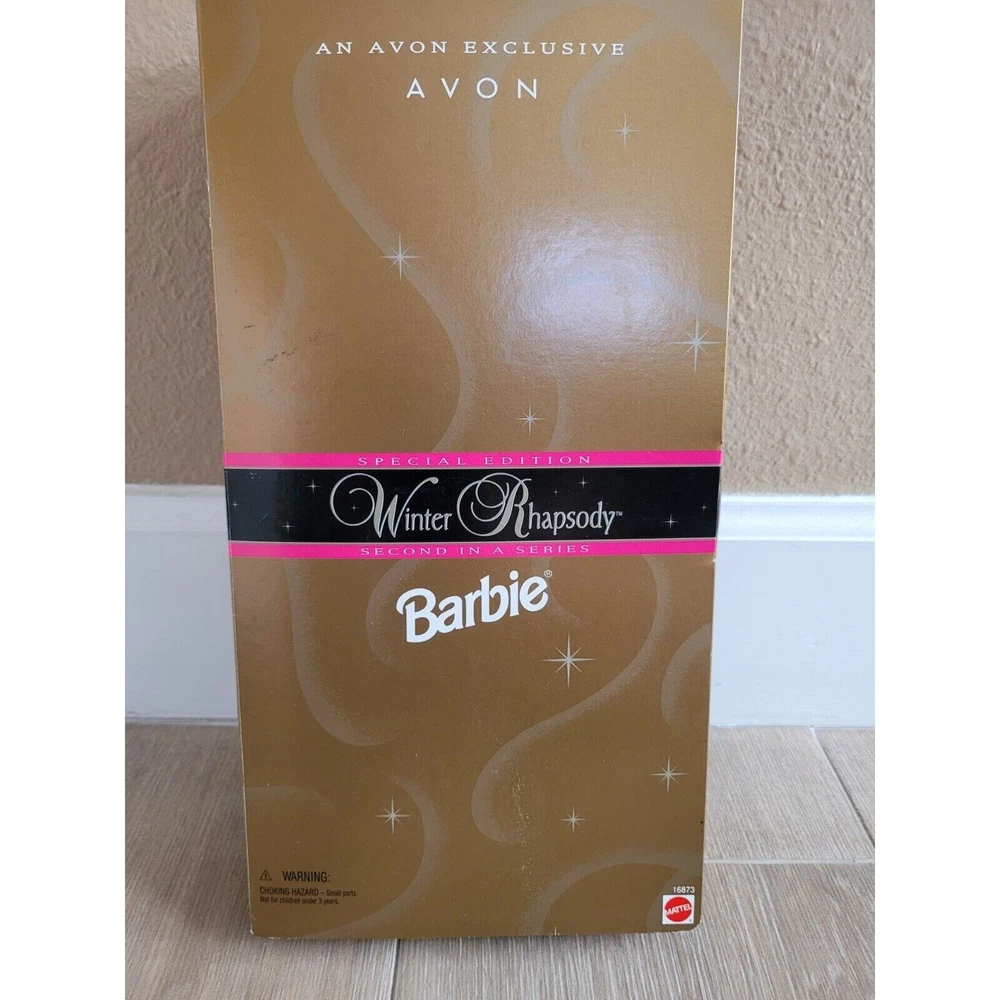 AN AVON EXCLUSIVE
AVON
SPECIAL EDITION
Winter Rhapsody™
SECOND IN A SERIES
Barbie®
⚠ WARNING:
CHOKING HAZARD – Small parts.
Not for children under 3 years.
16873
MATTEL